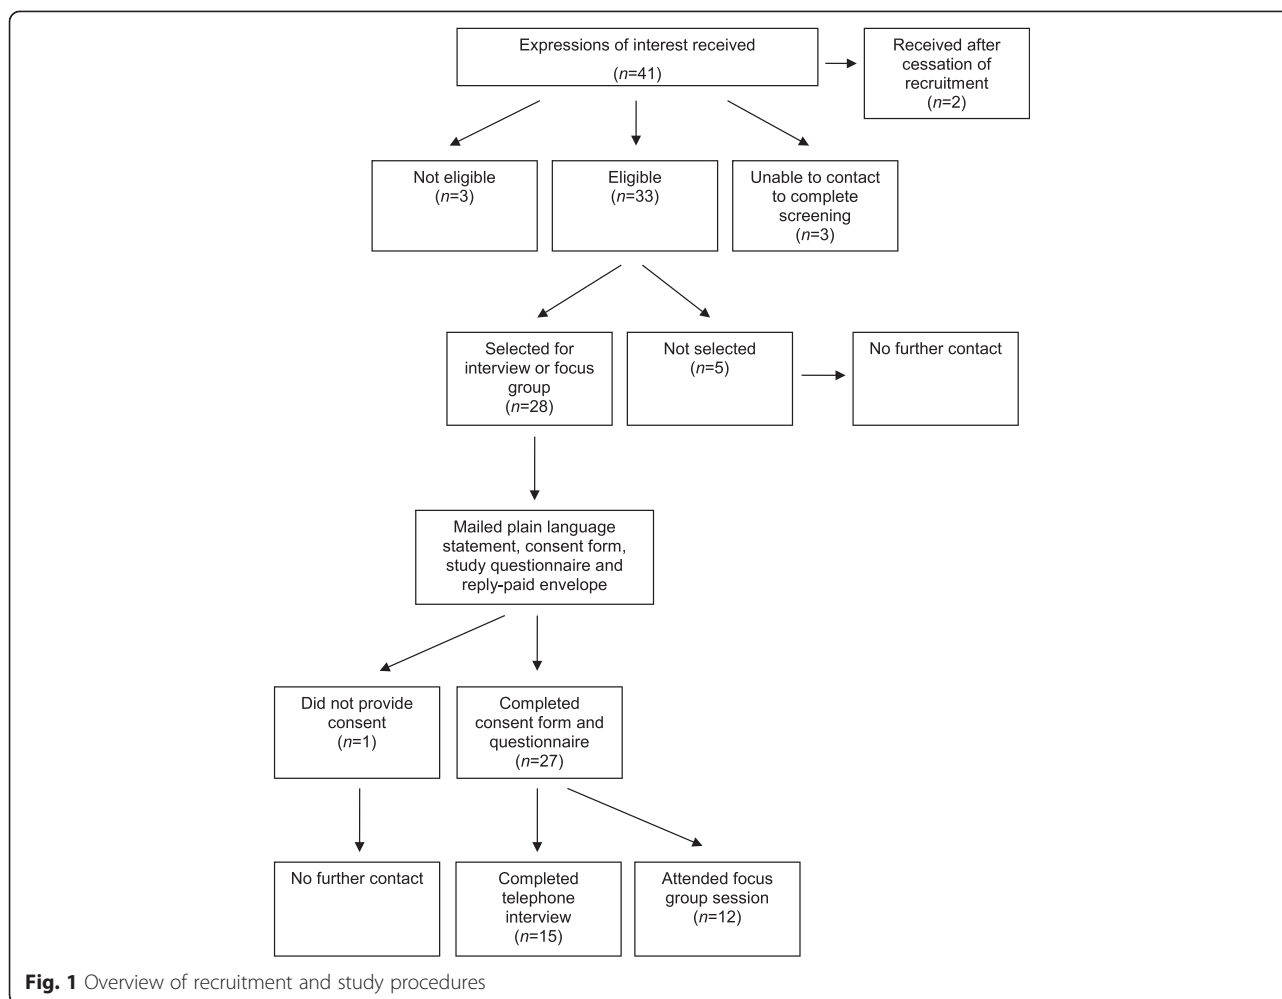 Expressions of interest received
(n=41)
Received after
cessation of
recruitment
(n=2)
Not eligible
(n=3)
Eligible
(n=33)
Unable to contact
to complete
screening
(n=3)
Selected for
interview or focus
group
(n=28)
Not selected
(n=5)
No further contact
Mailed plain language
statement, consent form,
study questionnaire and
reply-paid envelope
Did not provide
consent
(n=1)
Completed
consent form and
questionnaire
(n=27)
No further contact
Completed
telephone
interview
(n=15)
Attended focus
group session
(n=12)
Fig. 1 Overview of recruitment and study procedures